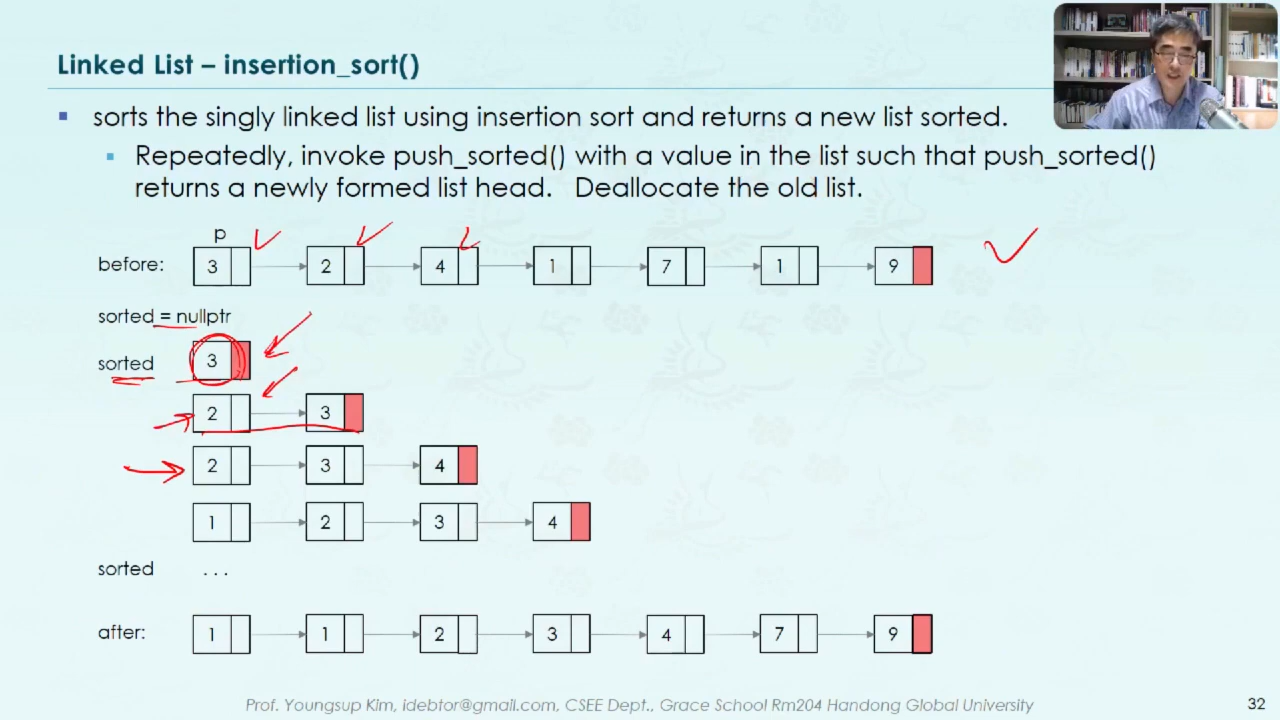 Linked List – insertion_sort()
▪ sorts the singly linked list using insertion sort and returns a new list sorted.
▪ Repeatedly, invoke push_sorted() with a value in the list such that push_sorted()
returns a newly formed list head. Deallocate the old list.
p
before: 3 2 4 1 7 1 9
sorted = nullptr
sorted 3
2 3
2 3 4
1 2 3 4
sorted ...
after: 1 1 2 3 4 7 9
Prof. Youngsup Kim, idebtor@gmail.com, CSEE Dept., Grace School Rm204 Handong Global University
32